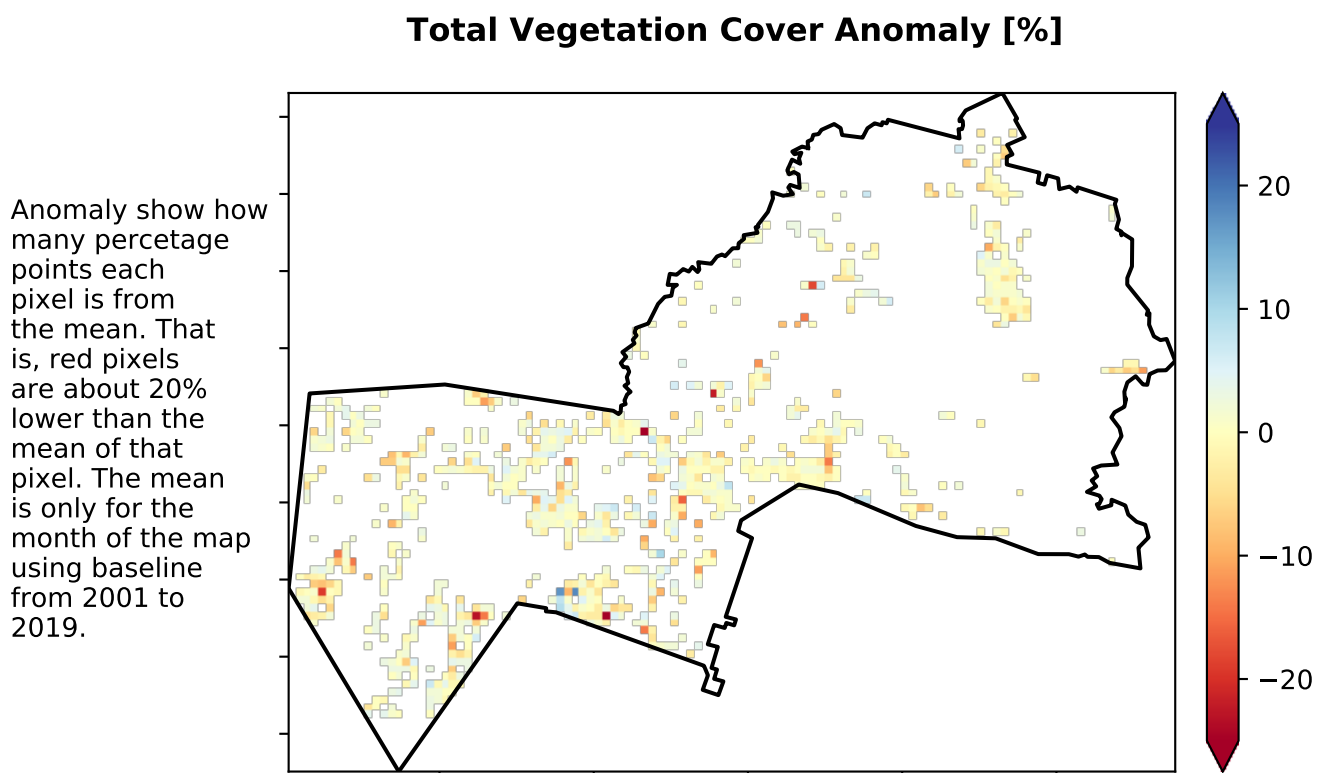 Total Vegetation Cover Anomaly [%]
Anomaly show how
many percetage
points each
pixel is from
the mean. That
is, red pixels
are about 20%
lower than the
mean of that
pixel. The mean
is only for the
month of the map
using baseline
from 2001 to
2019.
20
10
0
−10
−20